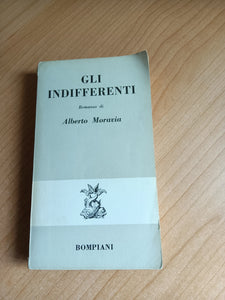 GLI
INDIFFERENTI
Romanzo di
Alberto Moravia
BOMPIANI